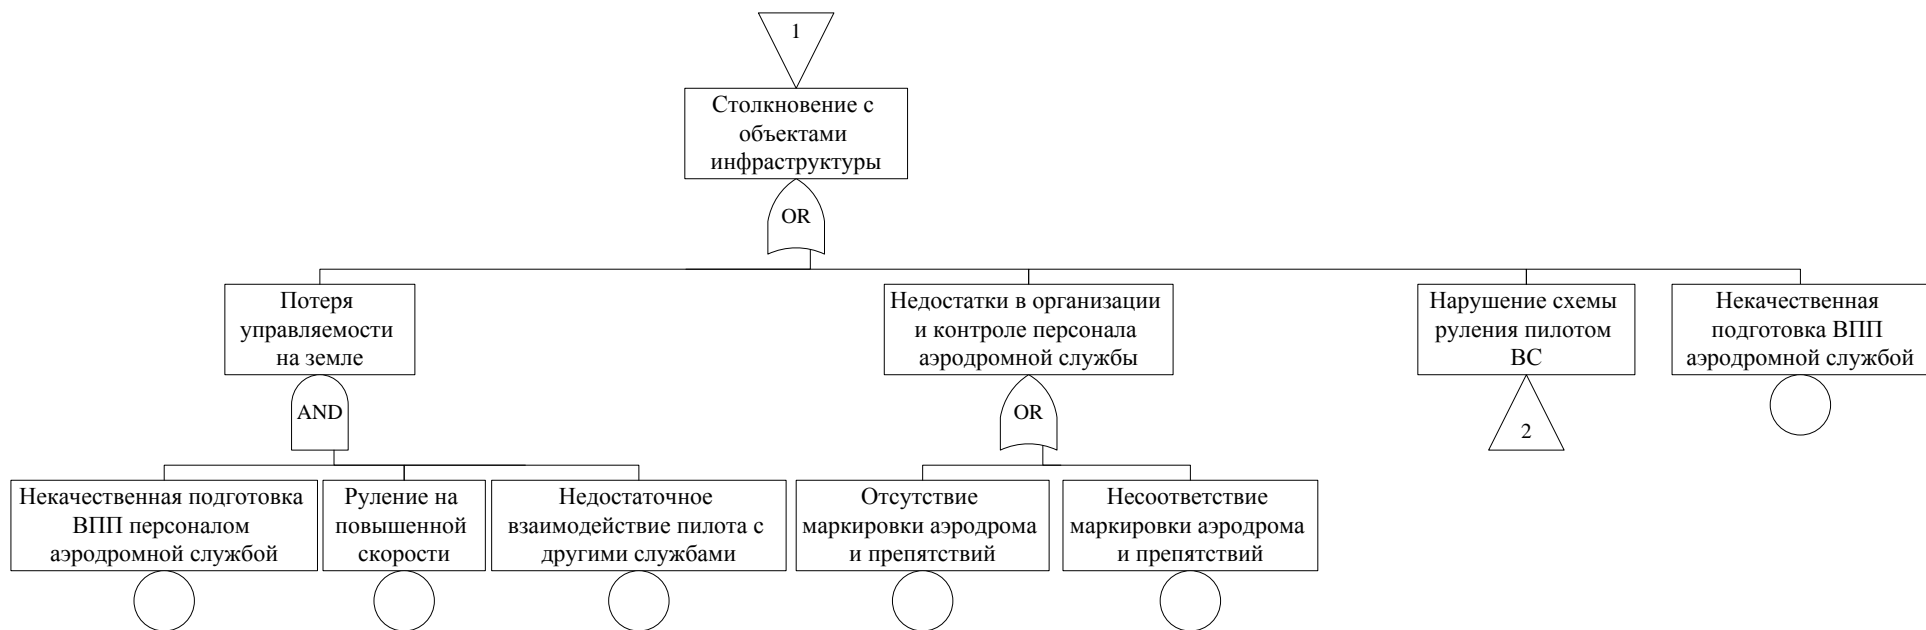 1
Столкновение с
объектами
инфраструктуры
OR
Потеря
управляемости
на земле
Недостатки в организации
и контроле персонала
аэродромной службы
Нарушение схемы
руления пилотом
ВС
Некачественная
подготовка ВПП
аэродромной службой
AND
OR
2
Некачественная подготовка
ВПП персоналом
аэродромной службой
Руление на
повышенной
скорости
Недостаточное
взаимодействие пилота с
другими службами
Отсутствие
маркировки аэродрома
и препятствий
Несоответствие
маркировки аэродрома
и препятствий